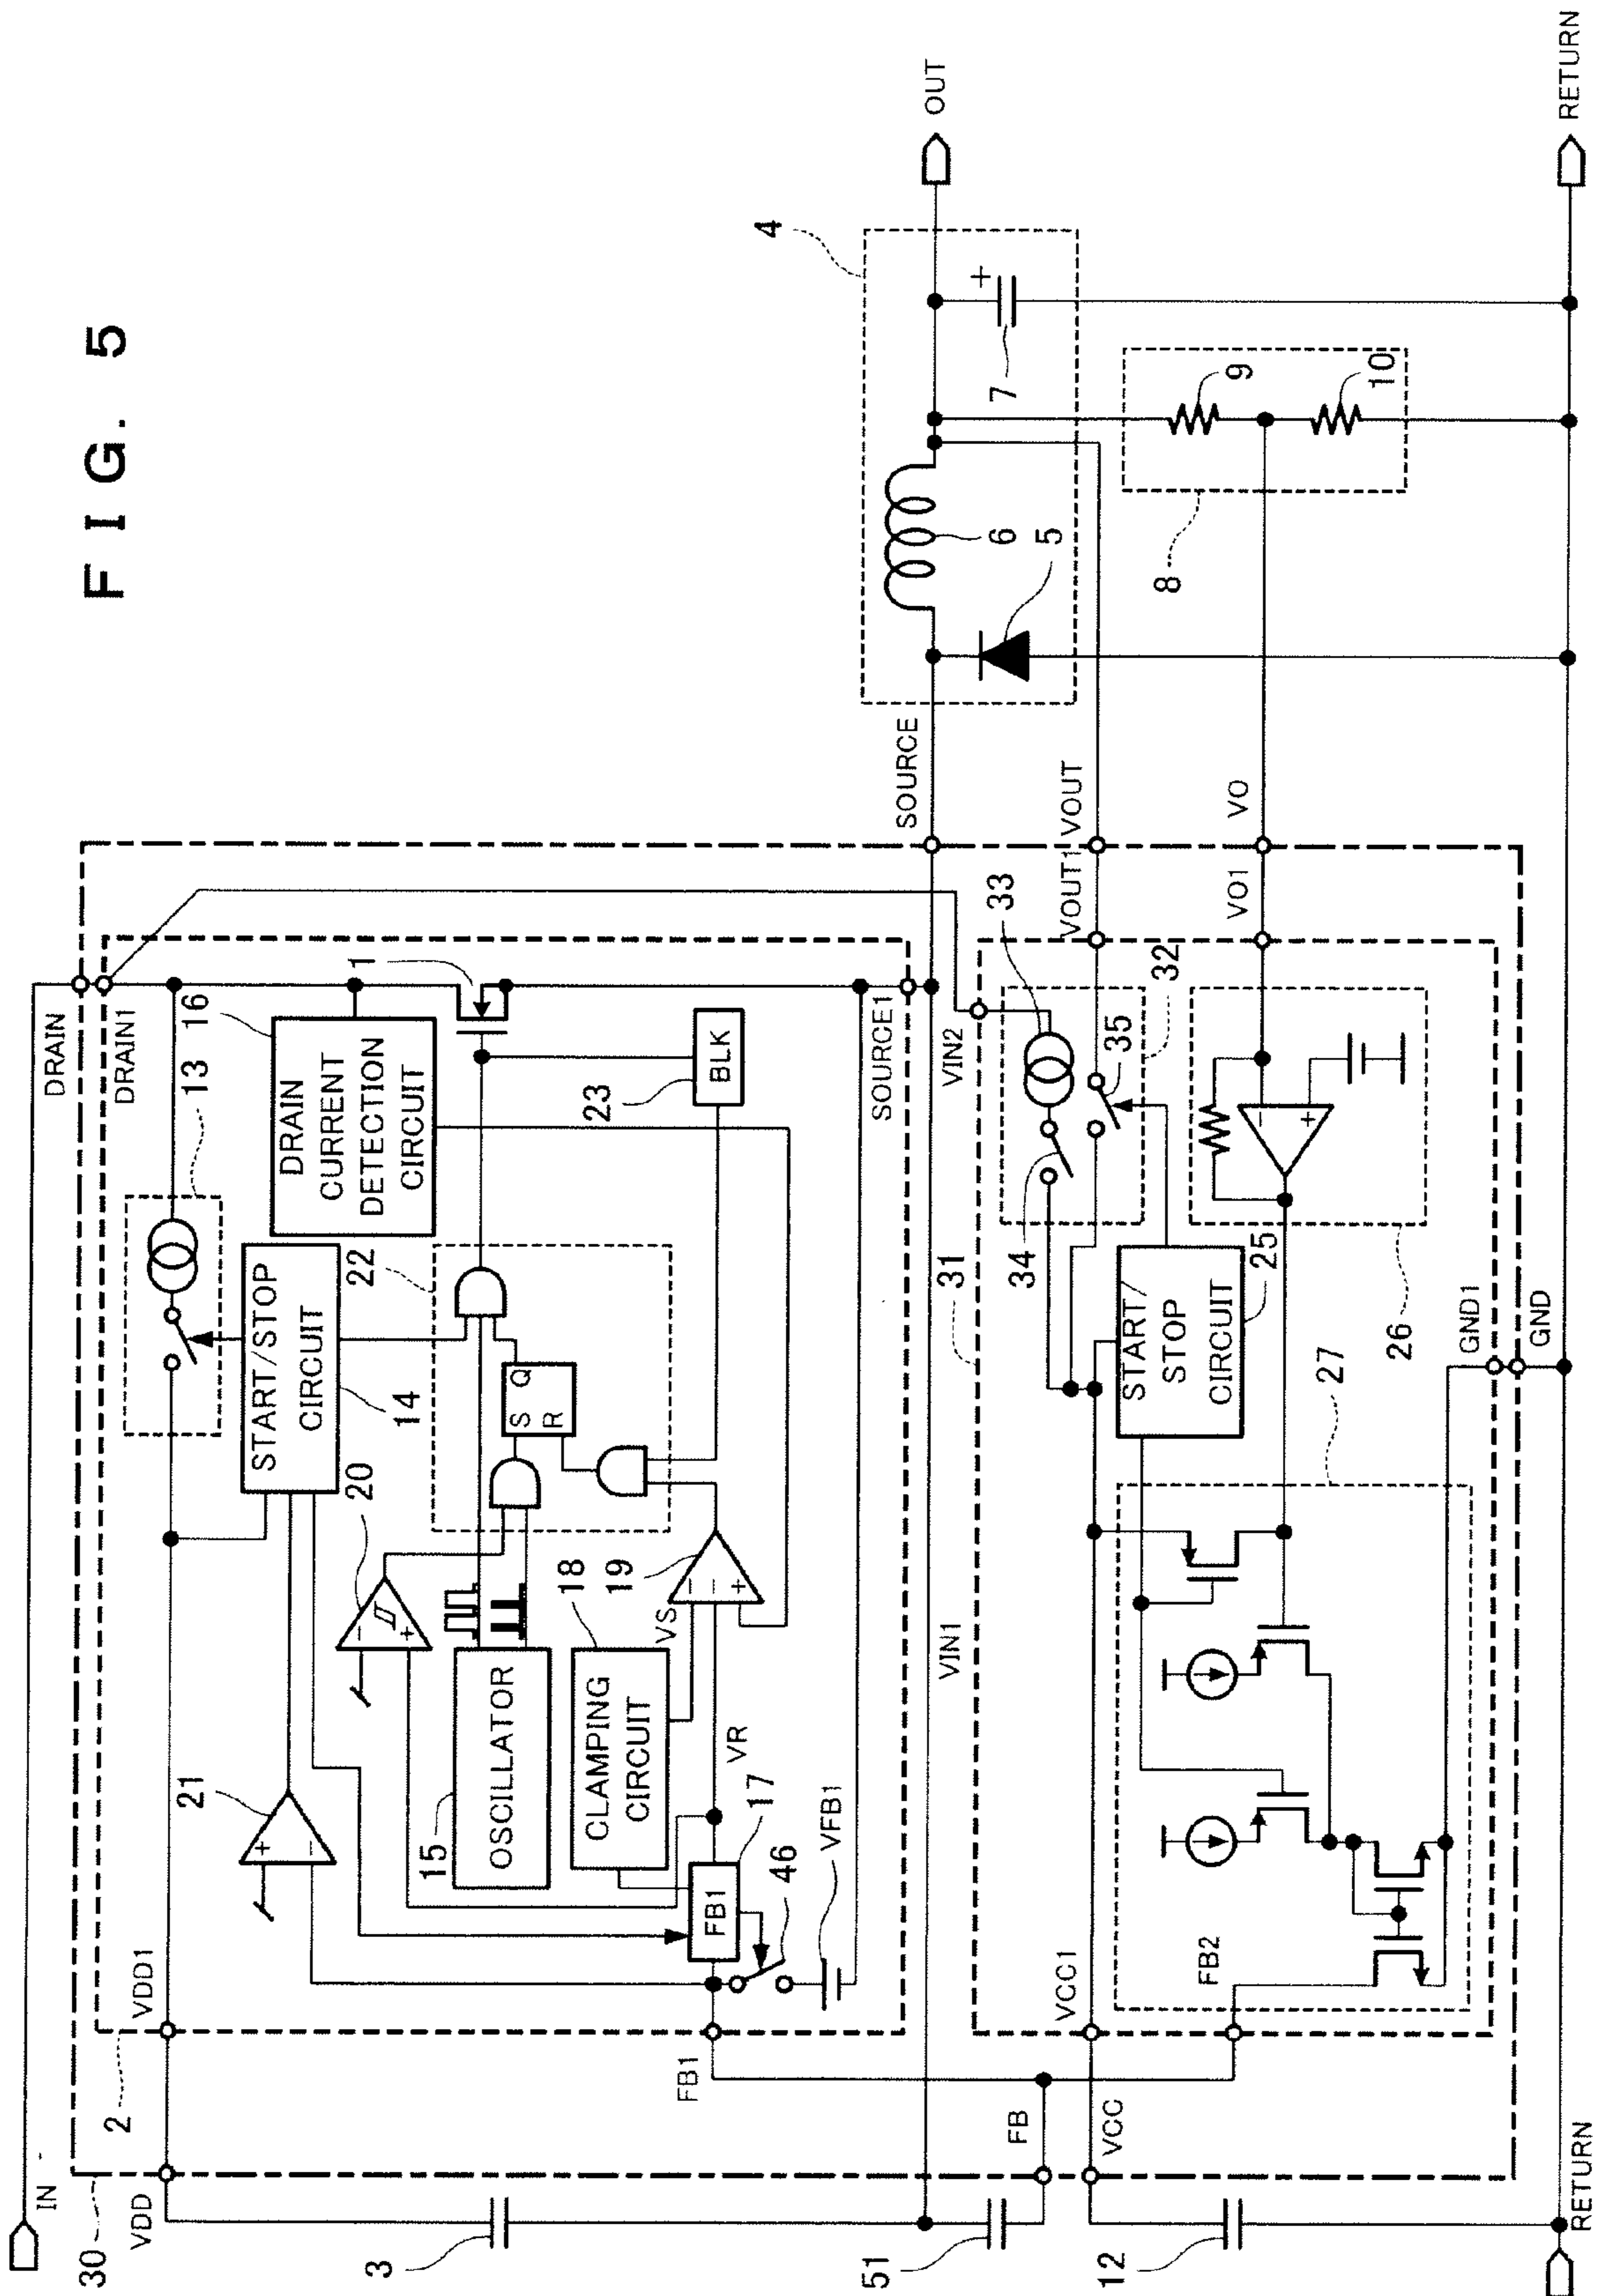 F I G. 5
IN
DRAIN
DRAIN1
30
2
VDD
VDD1
3
13
START/STOP
CIRCUIT
14
16
DRAIN
CURRENT
DETECTION
CIRCUIT
1
21
+
−
20
−
+
22
S
Q
R
OSCILLATOR
15
CLAMPING
CIRCUIT
18
VS
19
−
−
+
23
BLK
VR
FB1
17
46
VFB1
FB1
SOURCE1
SOURCE
VIN1
VIN2
51
FB
VCC
VCC1
12
31
33
34
35
32
VOUT1
VOUT
START/
STOP
CIRCUIT
25
26
−
+
VO1
VO
27
FB2
GND1
GND
4
5
6
7
+
8
9
10
OUT
RETURN
RETURN